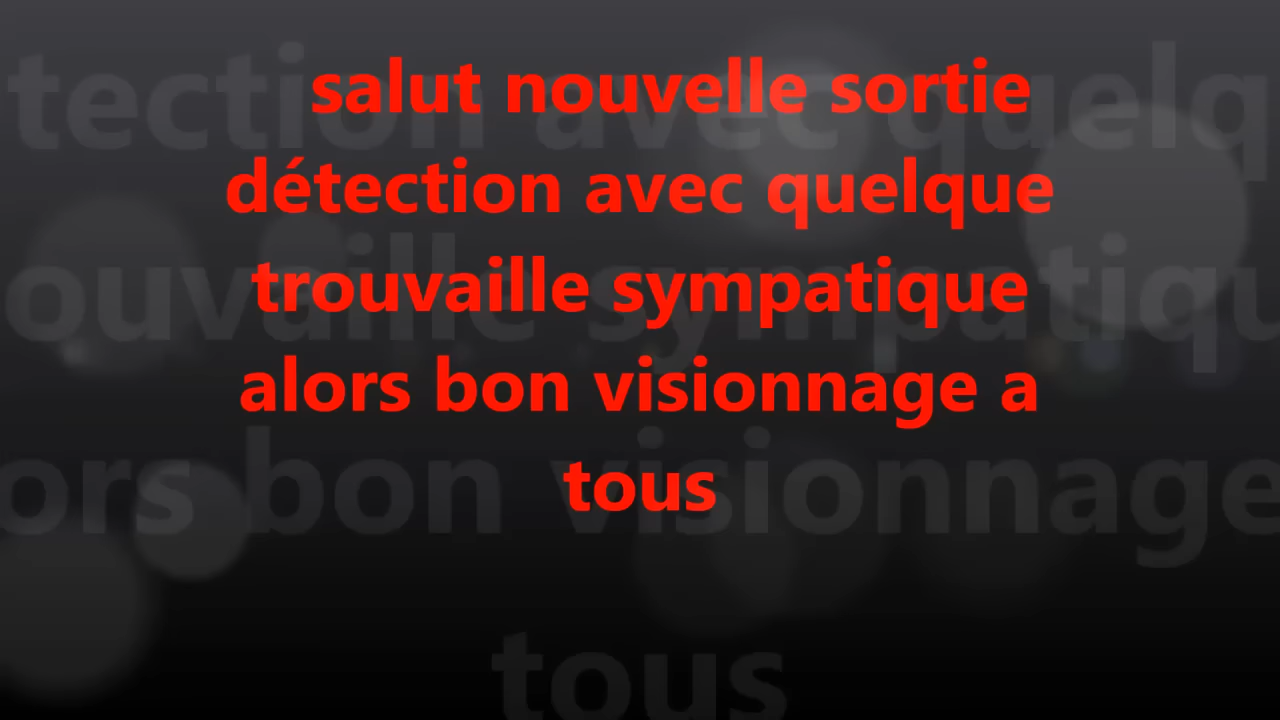 salut nouvelle sortie
détection avec quelque
trouvaille sympatique
alors bon visionnage a
tous